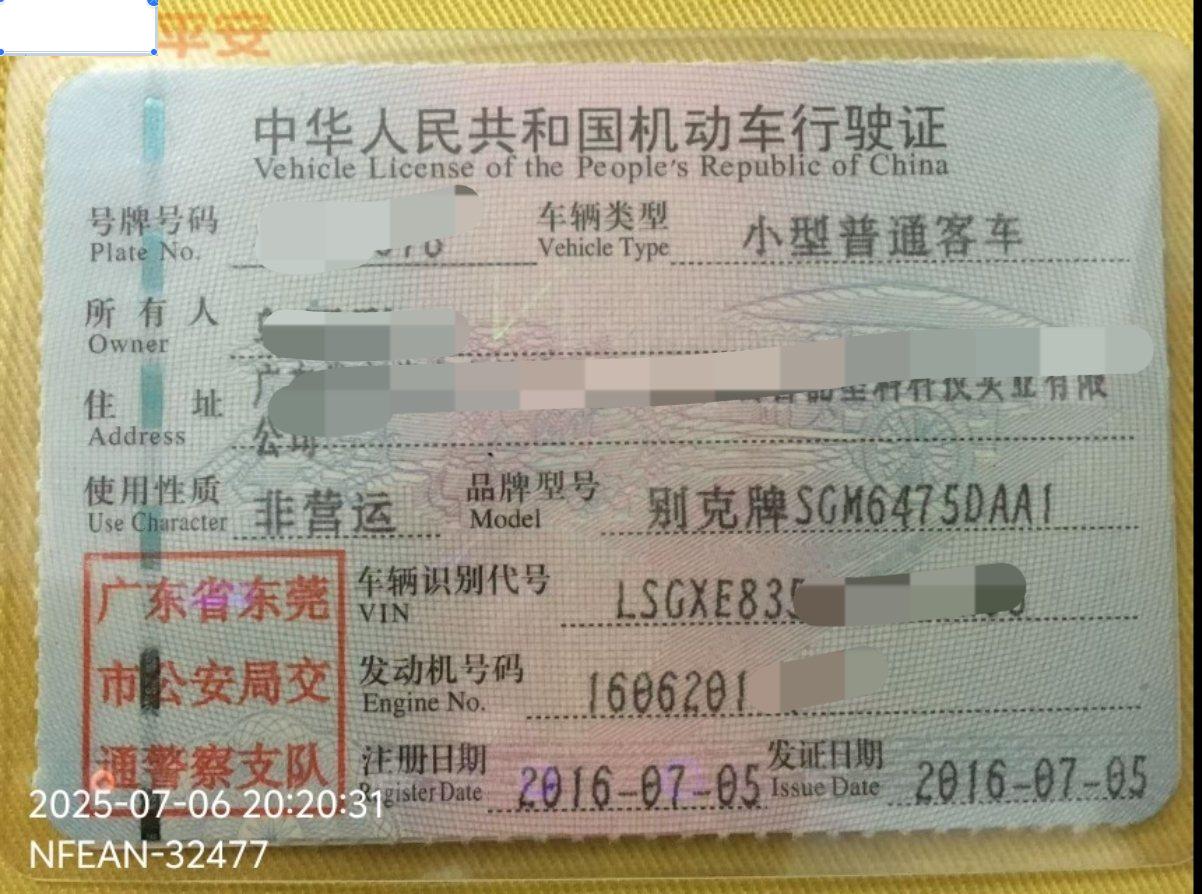 平安
中华人民共和国机动车行驶证
Vehicle License of the People's Republic of China
号牌号码
Plate No.
车辆类型 小型普通客车
Vehicle Type
所有人
Owner
住址 广
Address 公司
使用性质 非营运
Use Character
品牌型号 别克牌SGM6475DAA1
Model
广东省东莞
市公安局交
通警察支队
车辆识别代号 LSGXE835
VIN
发动机号码 1606201
Engine No.
注册日期 2016-07-05
Register Date
发证日期 2016-07-05
Issue Date
2025-07-06 20:20:31
NFEAN-32477